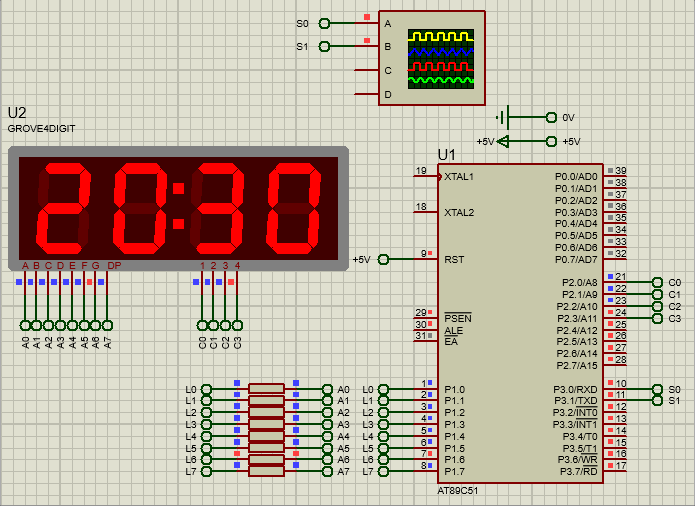 S0 A
S1 B
C
D
U2
GROVE4DIGIT
0V
+5V +5V
20:30
A B C D E F G DP 1 2 3 4
A0 A1 A2 A3 A4 A5 A6 A7 C0 C1 C2 C3
U1
19 XTAL1 P0.0/AD0 39
P0.1/AD1 38
P0.2/AD2 37
18 XTAL2 P0.3/AD3 36
P0.4/AD4 35
P0.5/AD5 34
P0.6/AD6 33
+5V 9 RST P0.7/AD7 32
P2.0/A8 21 C0
P2.1/A9 22 C1
P2.2/A10 23 C2
29 PSEN P2.3/A11 24 C3
30 ALE P2.4/A12 25
31 EA P2.5/A13 26
P2.6/A14 27
P2.7/A15 28
L0 A0 L0 1 P1.0 P3.0/RXD 10 S0
L1 A1 L1 2 P1.1 P3.1/TXD 11 S1
L2 A2 L2 3 P1.2 P3.2/INT0 12
L3 A3 L3 4 P1.3 P3.3/INT1 13
L4 A4 L4 5 P1.4 P3.4/T0 14
L5 A5 L5 6 P1.5 P3.5/T1 15
L6 A6 L6 7 P1.6 P3.6/WR 16
L7 A7 L7 8 P1.7 P3.7/RD 17
AT89C51